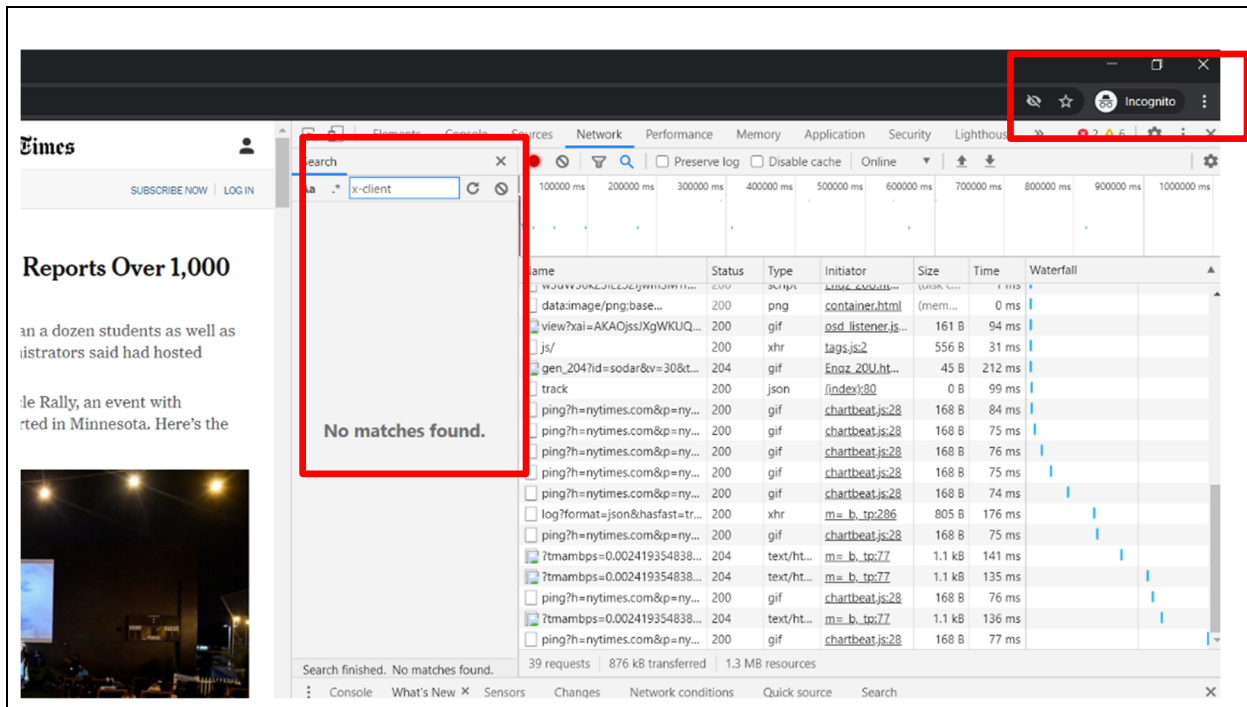 Incognito
Times
SUBSCRIBE NOW LOG IN
Reports Over 1,000
an a dozen students as well as
istrators said had hosted
cle Rally, an event with
rted in Minnesota. Here's the
Elements Console Sources Network Performance Memory Application Security Lighthous » 2 6
Search
Aa .* x-client
No matches found.
Search finished. No matches found.
Preserve log Disable cache Online
100000 ms 200000 ms 300000 ms 400000 ms 500000 ms 600000 ms 700000 ms 800000 ms 900000 ms 1000000 ms
Name Status Type Initiator Size Time Waterfall
200 script 1 ms
data:image/png;base... 200 png container.html (mem... 0 ms
view?xai=AKAOjssJXgWKUQ... 200 gif osd_listener.js... 161 B 94 ms
js/ 200 xhr tags.js:2 556 B 31 ms
gen_204?id=sodar&v=30&t... 204 gif Enqz_20U.ht... 45 B 212 ms
track 200 json (index):80 0 B 99 ms
ping?h=nytimes.com&p=ny... 200 gif chartbeat.js:28 168 B 84 ms
ping?h=nytimes.com&p=ny... 200 gif chartbeat.js:28 168 B 75 ms
ping?h=nytimes.com&p=ny... 200 gif chartbeat.js:28 168 B 76 ms
ping?h=nytimes.com&p=ny... 200 gif chartbeat.js:28 168 B 75 ms
ping?h=nytimes.com&p=ny... 200 gif chartbeat.js:28 168 B 74 ms
log?format=json&hasfast=tr... 200 xhr m=_b,_tp:286 805 B 176 ms
ping?h=nytimes.com&p=ny... 200 gif chartbeat.js:28 168 B 75 ms
?tmambps=0.002419354838... 204 text/ht... m=_b,_tp:77 1.1 kB 141 ms
?tmambps=0.002419354838... 204 text/ht... m=_b,_tp:77 1.1 kB 135 ms
ping?h=nytimes.com&p=ny... 200 gif chartbeat.js:28 168 B 76 ms
?tmambps=0.002419354838... 204 text/ht... m=_b,_tp:77 1.1 kB 136 ms
ping?h=nytimes.com&p=ny... 200 gif chartbeat.js:28 168 B 77 ms
39 requests 876 kB transferred 1.3 MB resources
Console What's New × Sensors Changes Network conditions Quick source Search